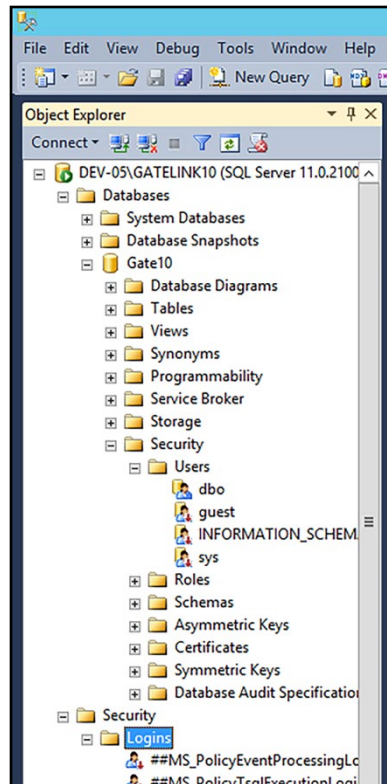 File Edit View Debug Tools Window Help
New Query
Object Explorer
Connect
DEV-05\GATELINK10 (SQL Server 11.0.2100
Databases
System Databases
Database Snapshots
Gate10
Database Diagrams
Tables
Views
Synonyms
Programmability
Service Broker
Storage
Security
Users
dbo
guest
INFORMATION_SCHEM
sys
Roles
Schemas
Asymmetric Keys
Certificates
Symmetric Keys
Database Audit Specification
Security
Logins
##MS_PolicyEventProcessingLo
##MS_PolicyTsqlExecutionLogi